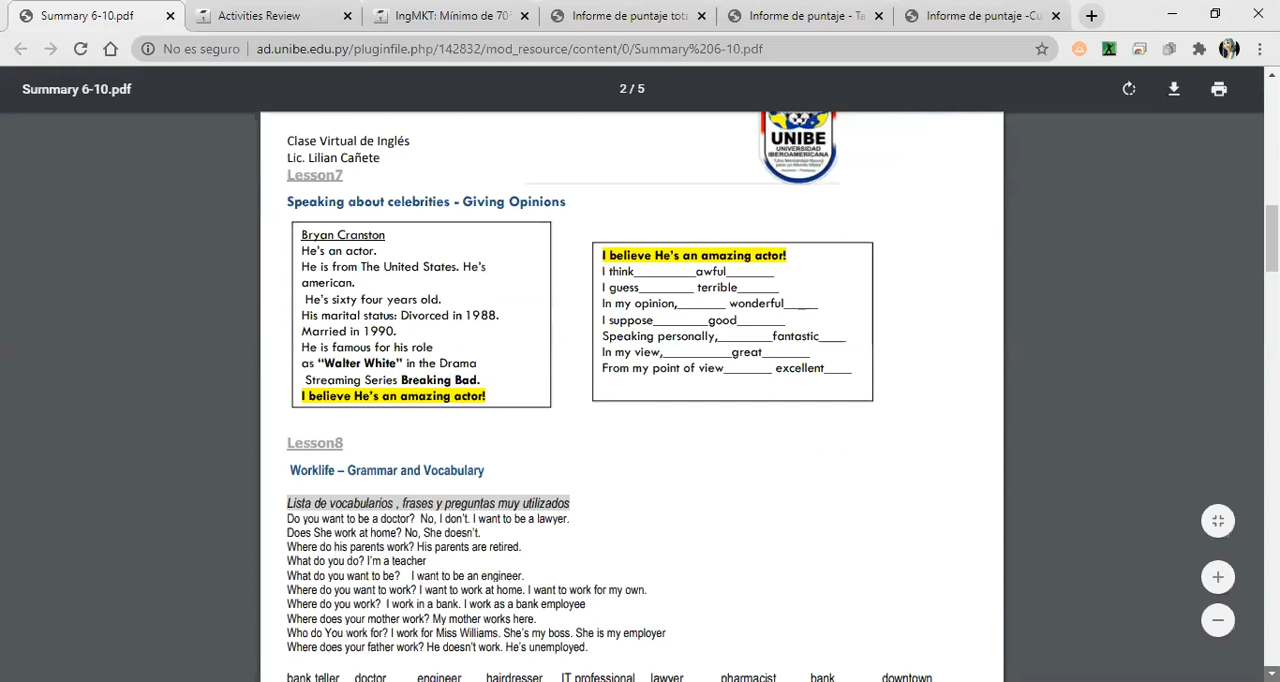 Summary 6-10.pdf
Activities Review
IngMKT: Mínimo de 70
Informe de puntaje tota
Informe de puntaje - Ta
Informe de puntaje -Cu
No es seguro
ad.unibe.edu.py/pluginfile.php/142832/mod_resource/content/0/Summary%206-10.pdf
Summary 6-10.pdf
2 / 5
UNIBE
UNIVERSIDAD
IBEROAMERICANA
Clase Virtual de Inglés
Lic. Lilian Cañete
Lesson7
Speaking about celebrities - Giving Opinions
Bryan Cranston
He's an actor.
He is from The United States. He's
american.
He's sixty four years old.
His marital status: Divorced in 1988.
Married in 1990.
He is famous for his role
as “Walter White” in the Drama
Streaming Series Breaking Bad.
I believe He's an amazing actor!
I believe He's an amazing actor!
I think_________awful_______
I guess________ terrible______
In my opinion,_______ wonderful_____
I suppose________good_______
Speaking personally,________fantastic____
In my view,__________great_______
From my point of view_______ excellent____
Lesson8
Worklife – Grammar and Vocabulary
Lista de vocabularios , frases y preguntas muy utilizados
Do you want to be a doctor? No, I don't. I want to be a lawyer.
Does She work at home? No, She doesn't.
Where do his parents work? His parents are retired.
What do you do? I'm a teacher
What do you want to be? I want to be an engineer.
Where do you want to work? I want to work at home. I want to work for my own.
Where do you work? I work in a bank. I work as a bank employee
Where does your mother work? My mother works here.
Who do You work for? I work for Miss Williams. She's my boss. She is my employer
Where does your father work? He doesn't work. He's unemployed.
bank teller doctor engineer hairdresser IT professional lawyer pharmacist bank downtown